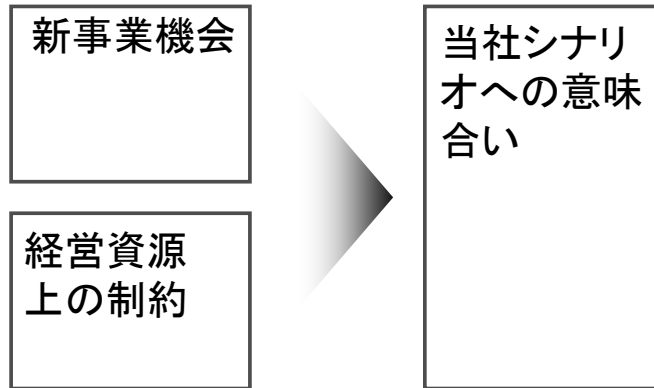 新事業機会
経営資源
上の制約
当社シナリ
オへの意味
合い